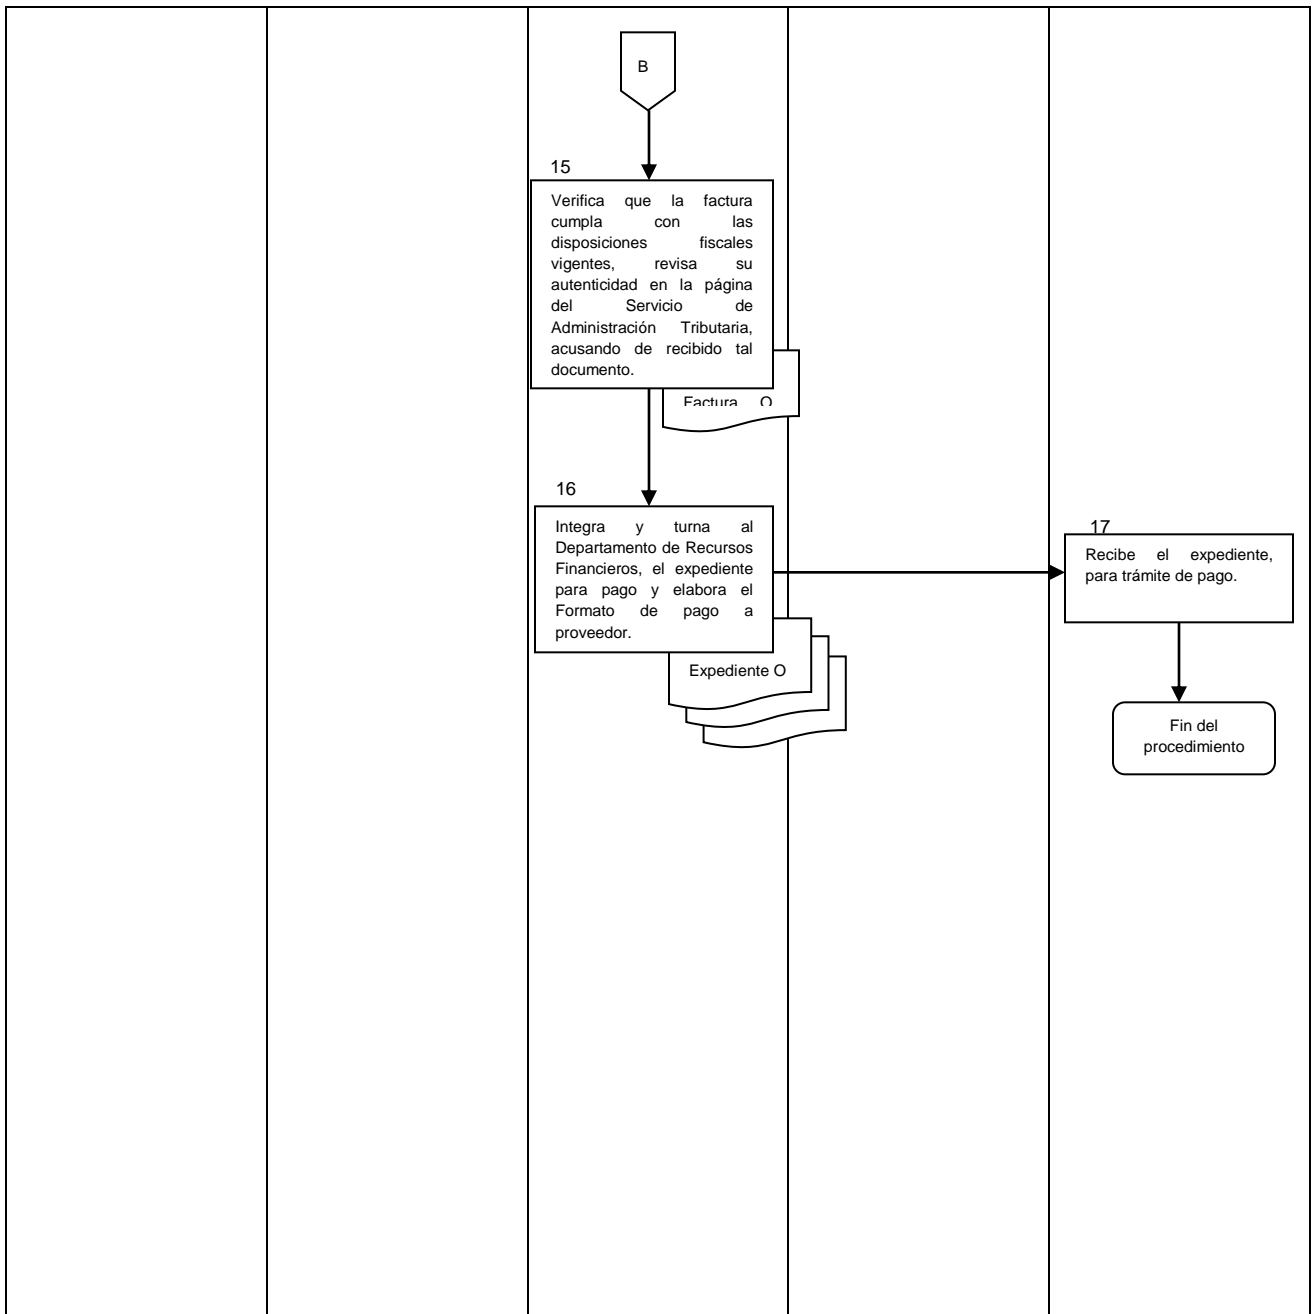 B
15
Verifica que la factura
cumpla con las
disposiciones fiscales
vigentes, revisa su
autenticidad en la página
del Servicio de
Administración Tributaria,
acusando de recibido tal
documento.
Factura O
16
Integra y turna al
Departamento de Recursos
Financieros, el expediente
para pago y elabora el
Formato de pago a
proveedor.
Expediente O
17
Recibe el expediente,
para trámite de pago.
Fin del
procedimiento